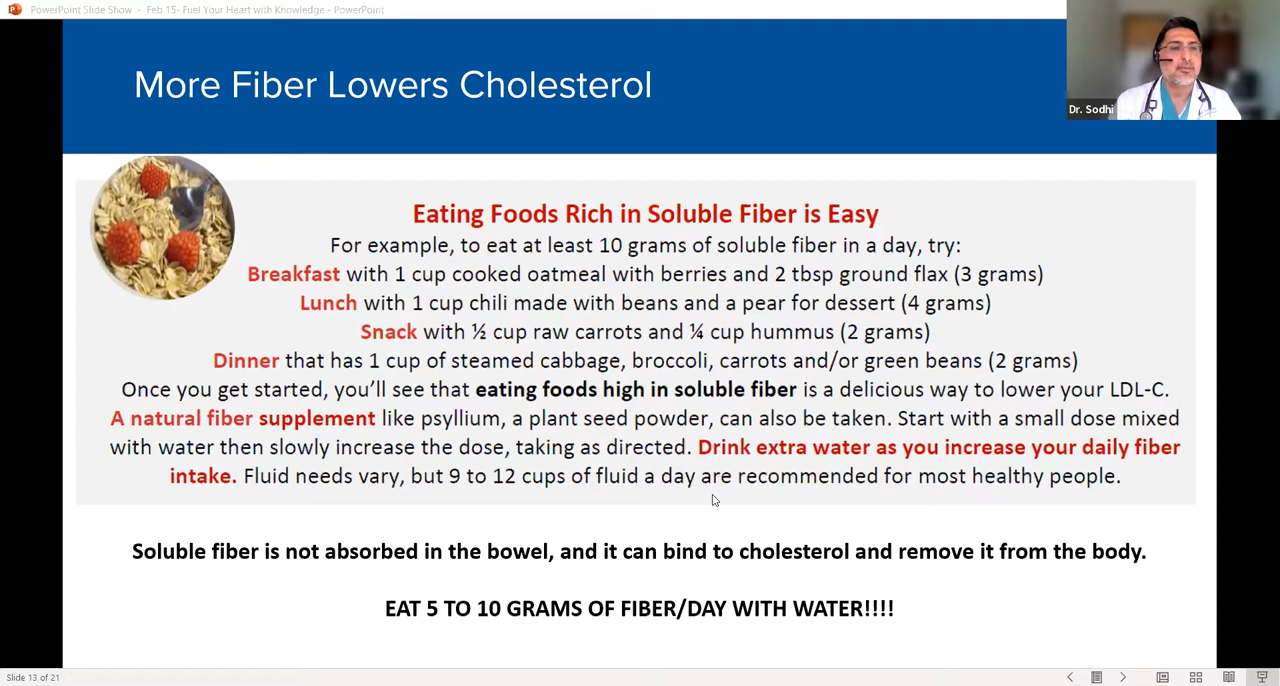 PowerPoint Slide Show - Feb 15- Fuel Your Heart with Knowledge - PowerPoint
Dr. Sodhi
More Fiber Lowers Cholesterol
Eating Foods Rich in Soluble Fiber is Easy
For example, to eat at least 10 grams of soluble fiber in a day, try:
Breakfast with 1 cup cooked oatmeal with berries and 2 tbsp ground flax (3 grams)
Lunch with 1 cup chili made with beans and a pear for dessert (4 grams)
Snack with ½ cup raw carrots and ¼ cup hummus (2 grams)
Dinner that has 1 cup of steamed cabbage, broccoli, carrots and/or green beans (2 grams)
Once you get started, you’ll see that eating foods high in soluble fiber is a delicious way to lower your LDL-C.
A natural fiber supplement like psyllium, a plant seed powder, can also be taken. Start with a small dose mixed
with water then slowly increase the dose, taking as directed. Drink extra water as you increase your daily fiber
intake. Fluid needs vary, but 9 to 12 cups of fluid a day are recommended for most healthy people.
Soluble fiber is not absorbed in the bowel, and it can bind to cholesterol and remove it from the body.
EAT 5 TO 10 GRAMS OF FIBER/DAY WITH WATER!!!!
Slide 13 of 21